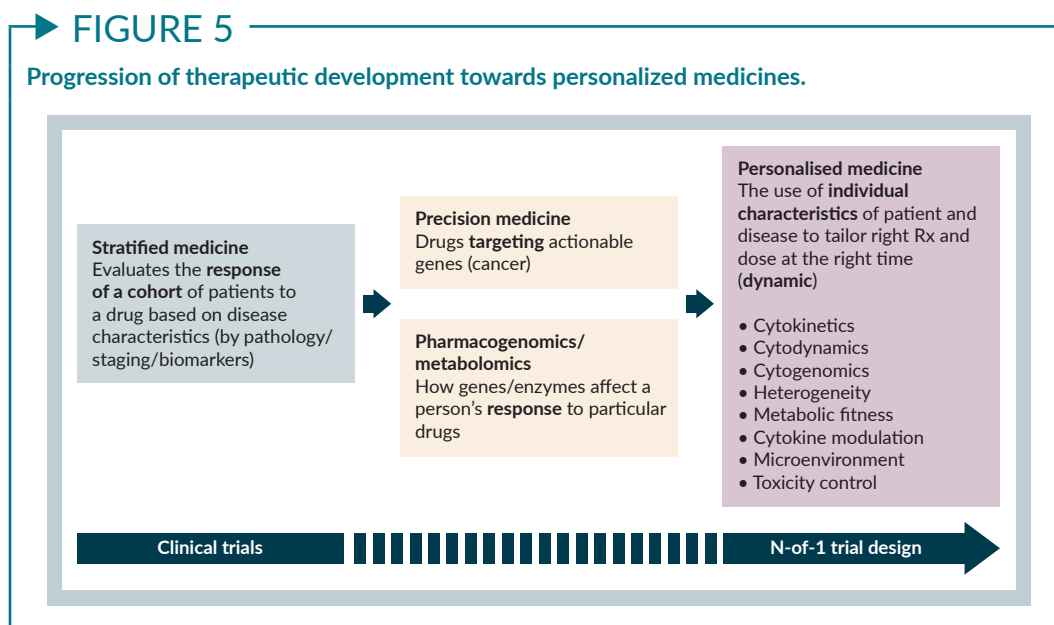 FIGURE 5
Progression of therapeutic development towards personalized medicines.
Stratified medicine
Evaluates the response
of a cohort of patients to
a drug based on disease
characteristics (by pathology/
staging/biomarkers)
Precision medicine
Drugs targeting actionable
genes (cancer)
Pharmacogenomics/
metabolomics
How genes/enzymes affect a
person's response to particular
drugs
Personalised medicine
The use of individual
characteristics of patient and
disease to tailor right Rx and
dose at the right time
(dynamic)
• Cytokinetics
• Cytodynamics
• Cytogenomics
• Heterogeneity
• Metabolic fitness
• Cytokine modulation
• Microenvironment
• Toxicity control
Clinical trials
N-of-1 trial design